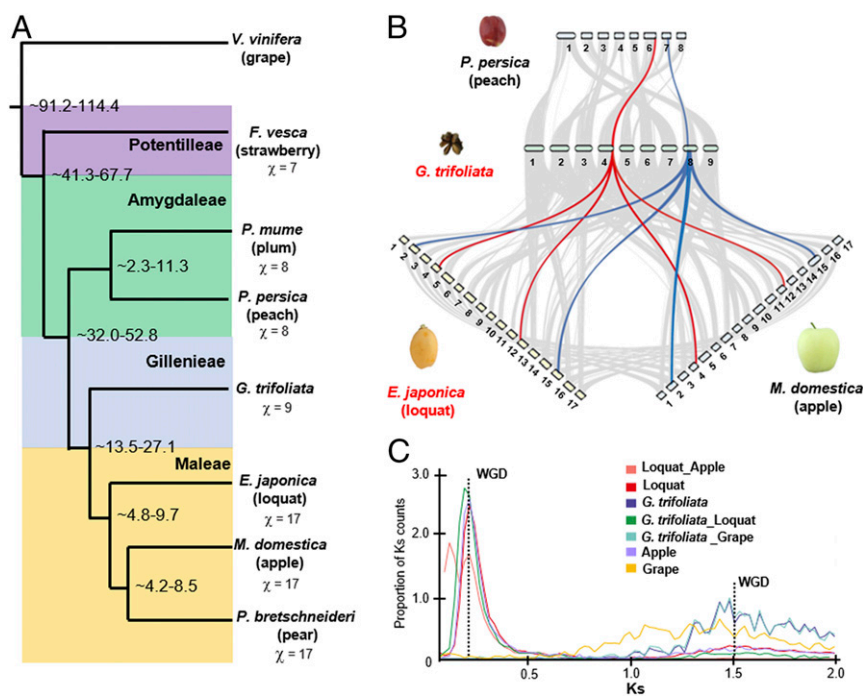 A
V. vinifera
(grape)
~91.2-114.4
Potentilleae
F. vesca
(strawberry)
χ = 7
~41.3-67.7
Amygdaleae
P. mume
(plum)
χ = 8
~2.3-11.3
P. persica
(peach)
χ = 8
~32.0-52.8
Gillenieae
G. trifoliata
χ = 9
~13.5-27.1
Maleae
E. japonica
(loquat)
χ = 17
~4.8-9.7
M. domestica
(apple)
χ = 17
~4.2-8.5
P. bretschneideri
(pear)
χ = 17
B
P. persica
(peach)
1 2 3 4 5 6 7 8
G. trifoliata
1 2 3 4 5 6 7 8 9
E. japonica
(loquat)
1 2 3 4 5 6 7 8 9 10 11 12 13 14 15 16 17
M. domestica
(apple)
1 2 3 4 5 6 7 8 9 10 11 12 13 14 15 16 17
C
Proportion of Ks counts
3.0
2.0
1.0
0
0.5
1.0
1.5
2.0
Ks
WGD
WGD
Loquat_Apple
Loquat
G. trifoliata
G. trifoliata_Loquat
G. trifoliata _Grape
Apple
Grape